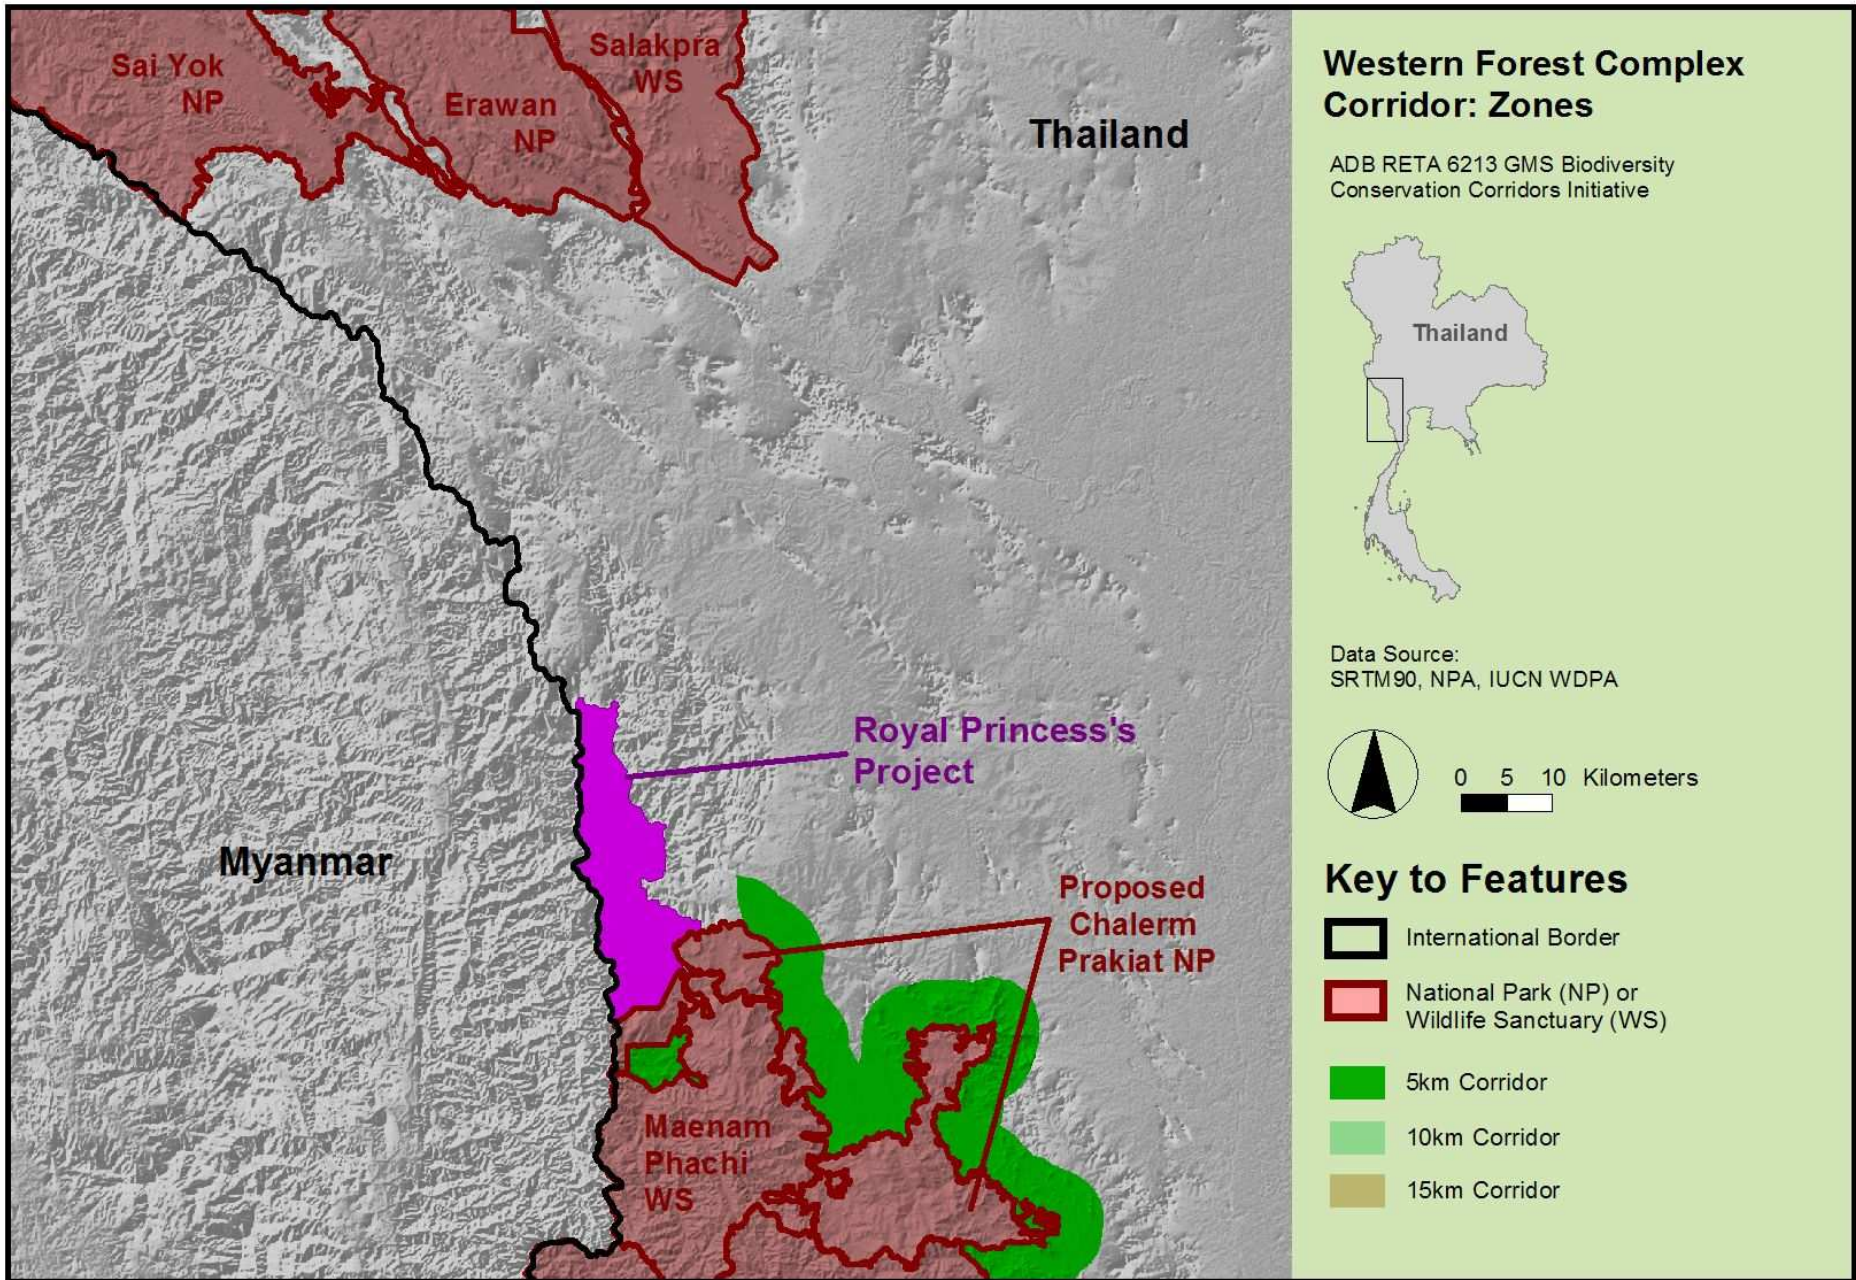 Sai Yok
NP
Erawan
NP
Salakpra
WS
Thailand
Myanmar
Royal Princess's
Project
Proposed
Chalerm
Prakiat NP
Maenam
Phachi
WS
Western Forest Complex
Corridor: Zones
ADB RETA 6213 GMS Biodiversity
Conservation Corridors Initiative
Thailand
Data Source:
SRTM90, NPA, IUCN WDPA
0 5 10 Kilometers
Key to Features
International Border
National Park (NP) or
Wildlife Sanctuary (WS)
5km Corridor
10km Corridor
15km Corridor